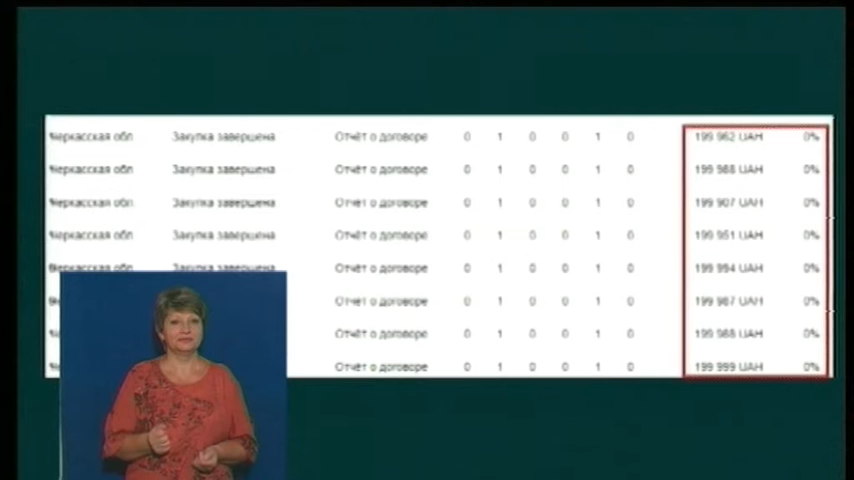 Черкасская обл Закупка завершена Отчёт о договоре 0 1 0 0 1 0 199 962 UAH 0%
Черкасская обл Закупка завершена Отчёт о договоре 0 1 0 0 1 0 199 988 UAH 0%
Черкасская обл Закупка завершена Отчёт о договоре 0 1 0 0 1 0 199 907 UAH 0%
Черкасская обл Закупка завершена Отчёт о договоре 0 1 0 0 1 0 199 951 UAH 0%
Черкасская обл Закупка завершена Отчёт о договоре 0 1 0 0 1 0 199 994 UAH 0%
Отчёт о договоре 0 1 0 0 1 0 199 987 UAH 0%
Отчёт о договоре 0 1 0 0 1 0 199 988 UAH 0%
Отчёт о договоре 0 1 0 0 1 0 199 999 UAH 0%